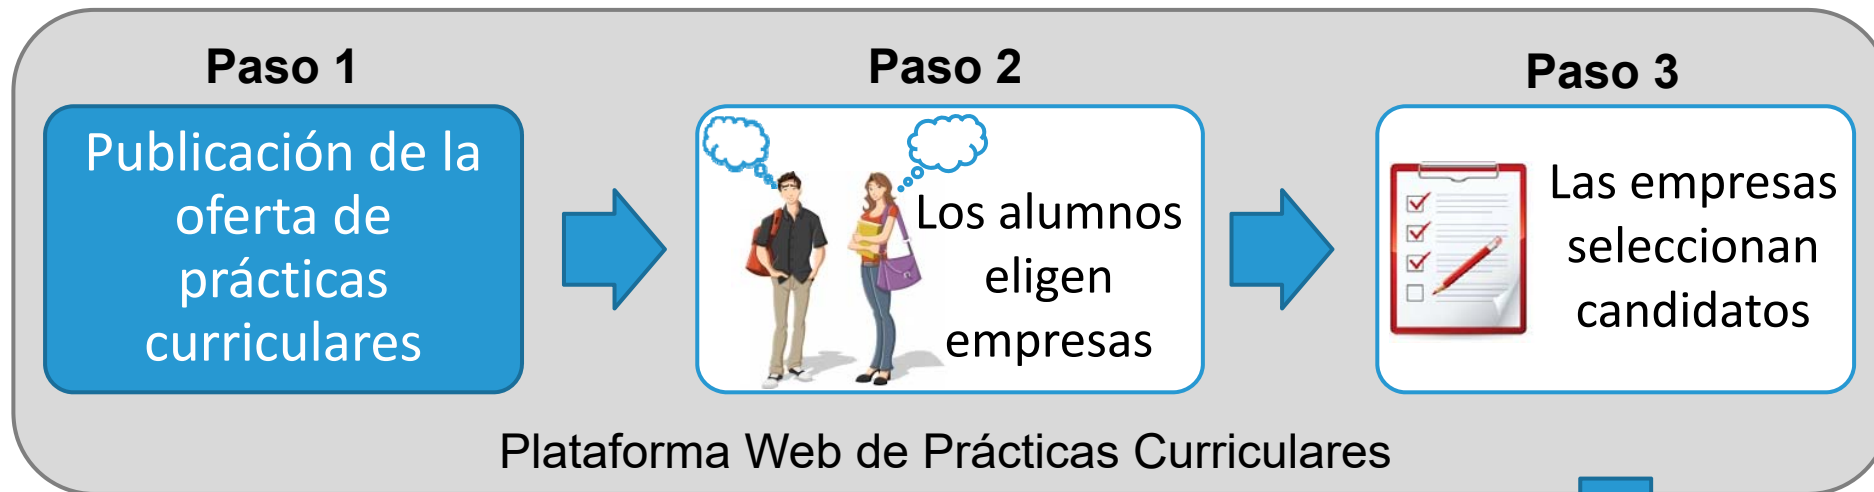 Paso 1
Publicación de la
oferta de
prácticas
curriculares
Paso 2
Los alumnos
eligen
empresas
Paso 3
Las empresas
seleccionan
candidatos
Plataforma Web de Prácticas Curriculares